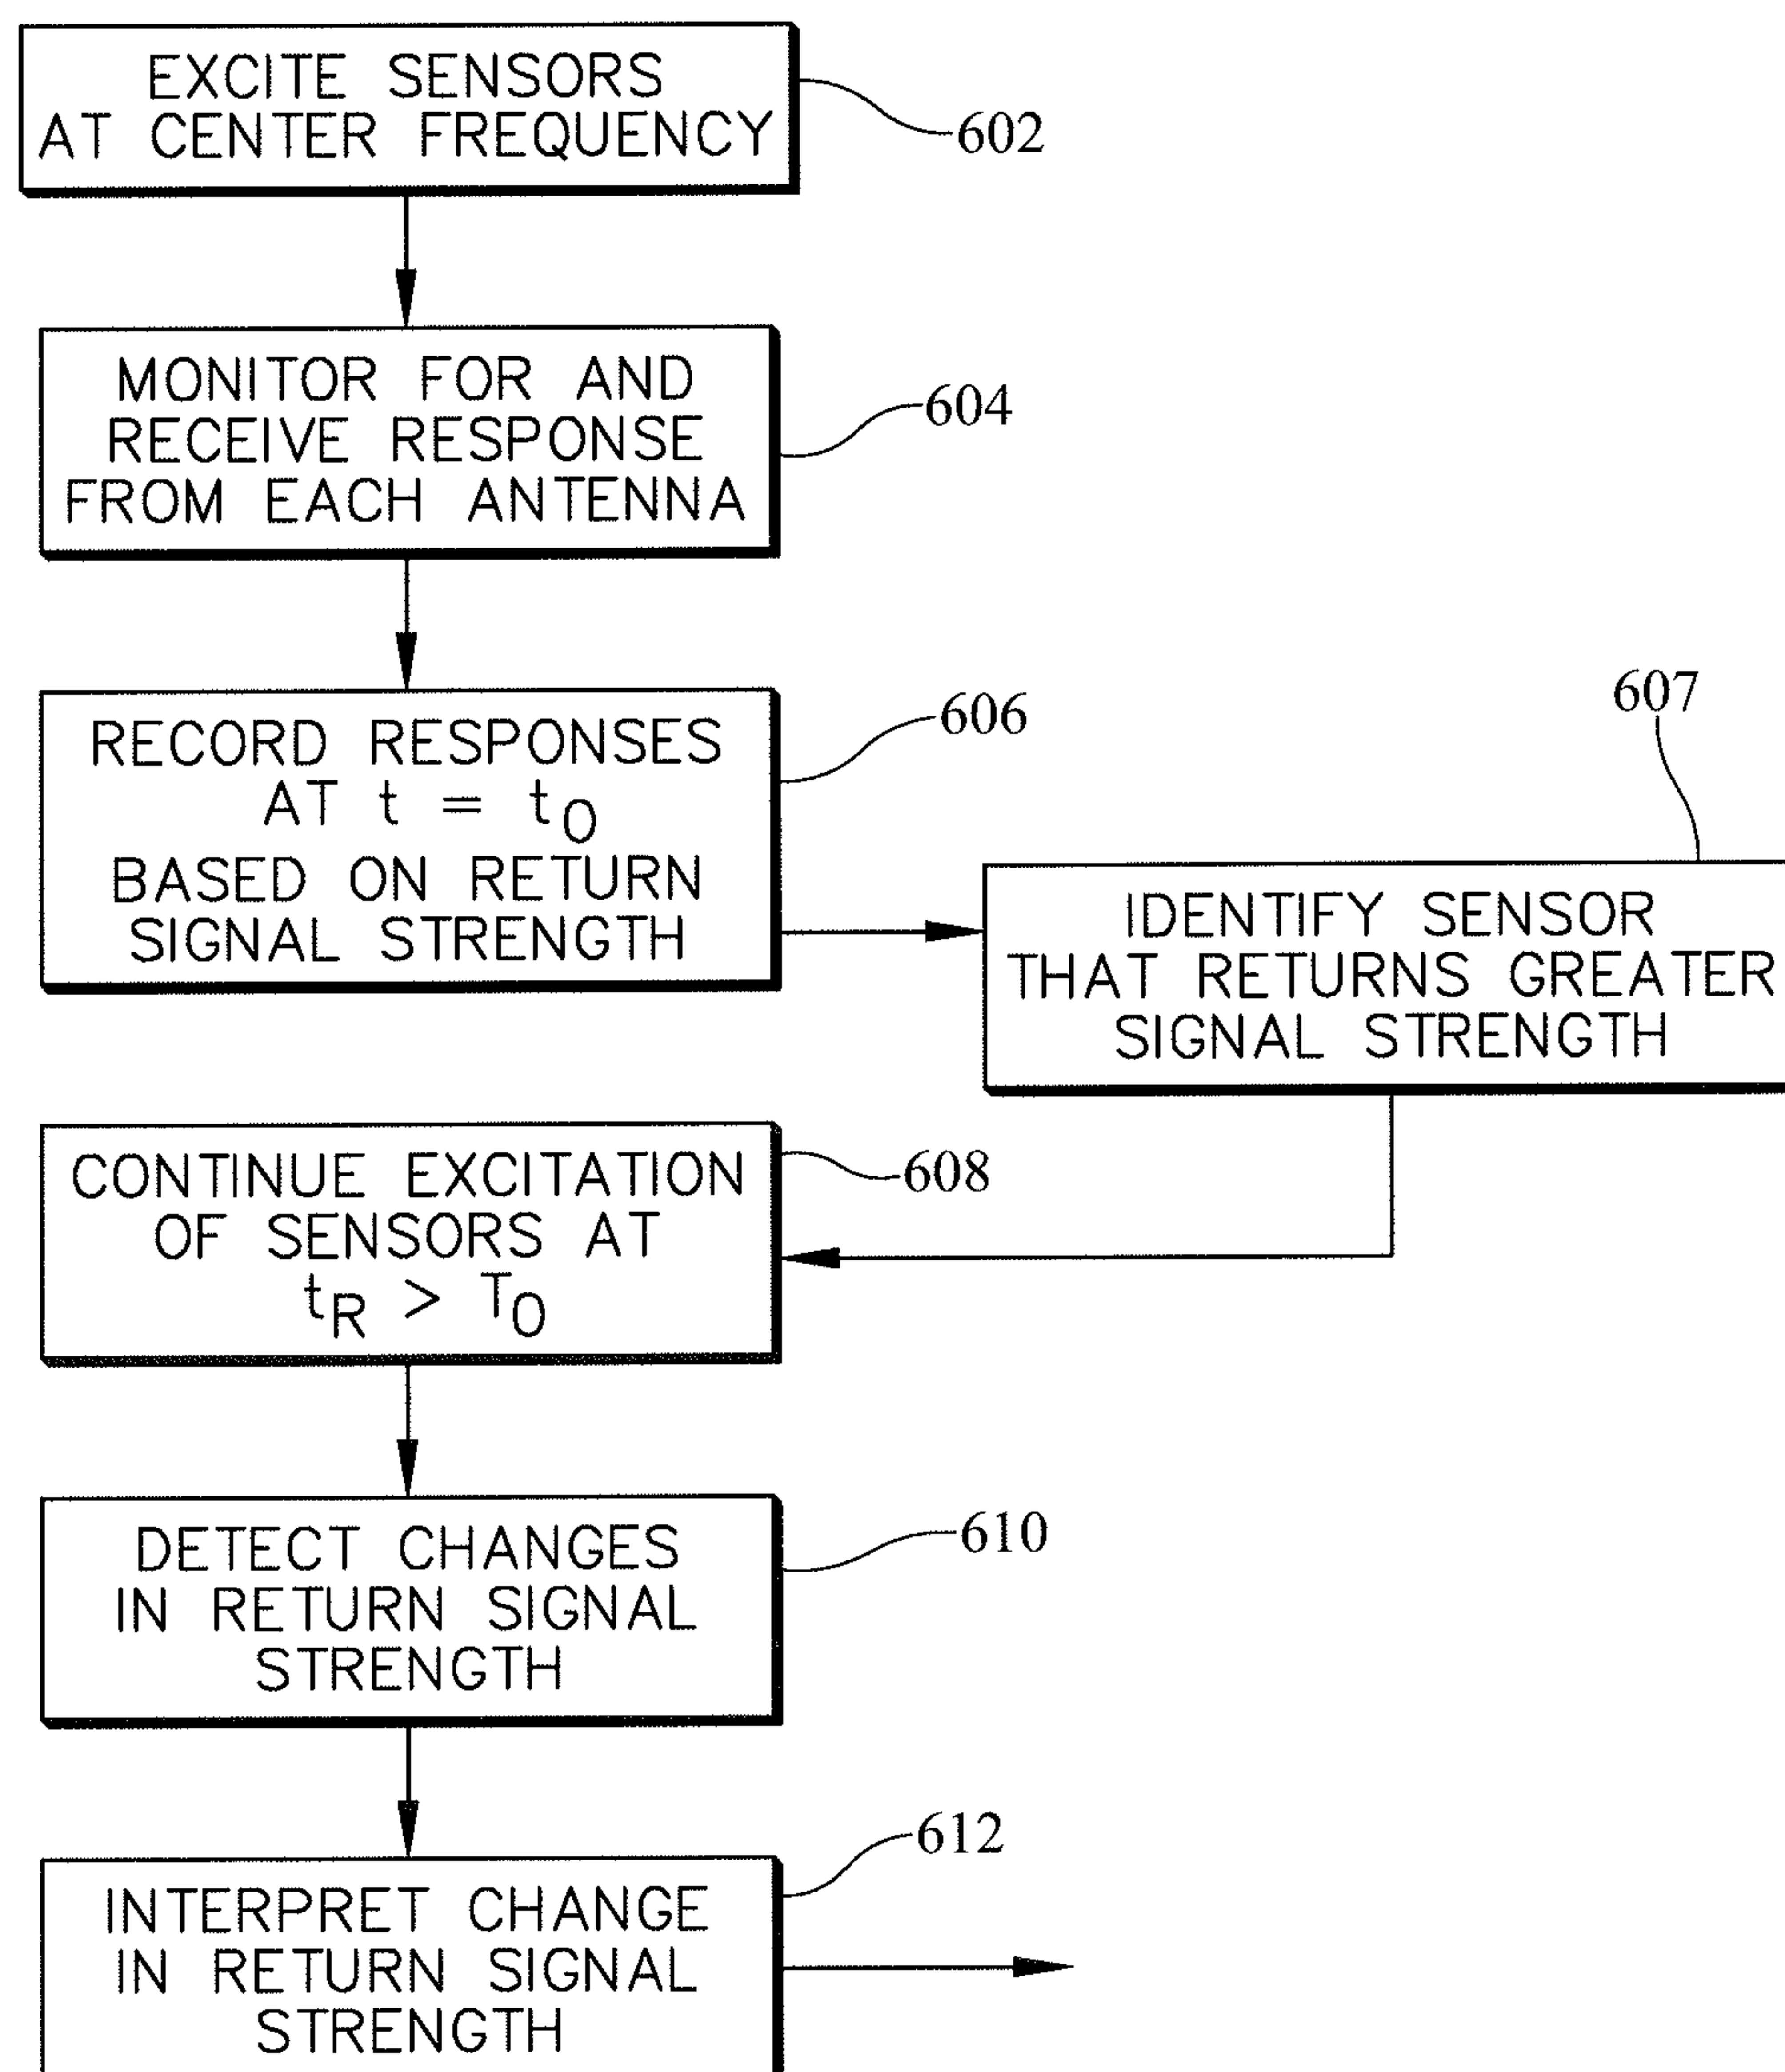 EXCITE SENSORS
AT CENTER FREQUENCY
602
MONITOR FOR AND
RECEIVE RESPONSE
FROM EACH ANTENNA
604
RECORD RESPONSES
AT t = t0
BASED ON RETURN
SIGNAL STRENGTH
606
607
IDENTIFY SENSOR
THAT RETURNS GREATER
SIGNAL STRENGTH
CONTINUE EXCITATION
OF SENSORS AT
tR > T0
608
DETECT CHANGES
IN RETURN SIGNAL
STRENGTH
610
INTERPRET CHANGE
IN RETURN SIGNAL
STRENGTH
612